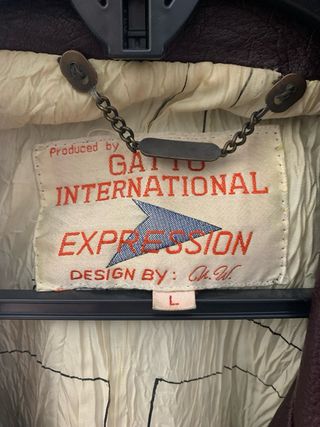 Produced by
GATTO
INTERNATIONAL
EXPRESSION
DESIGN BY:
L